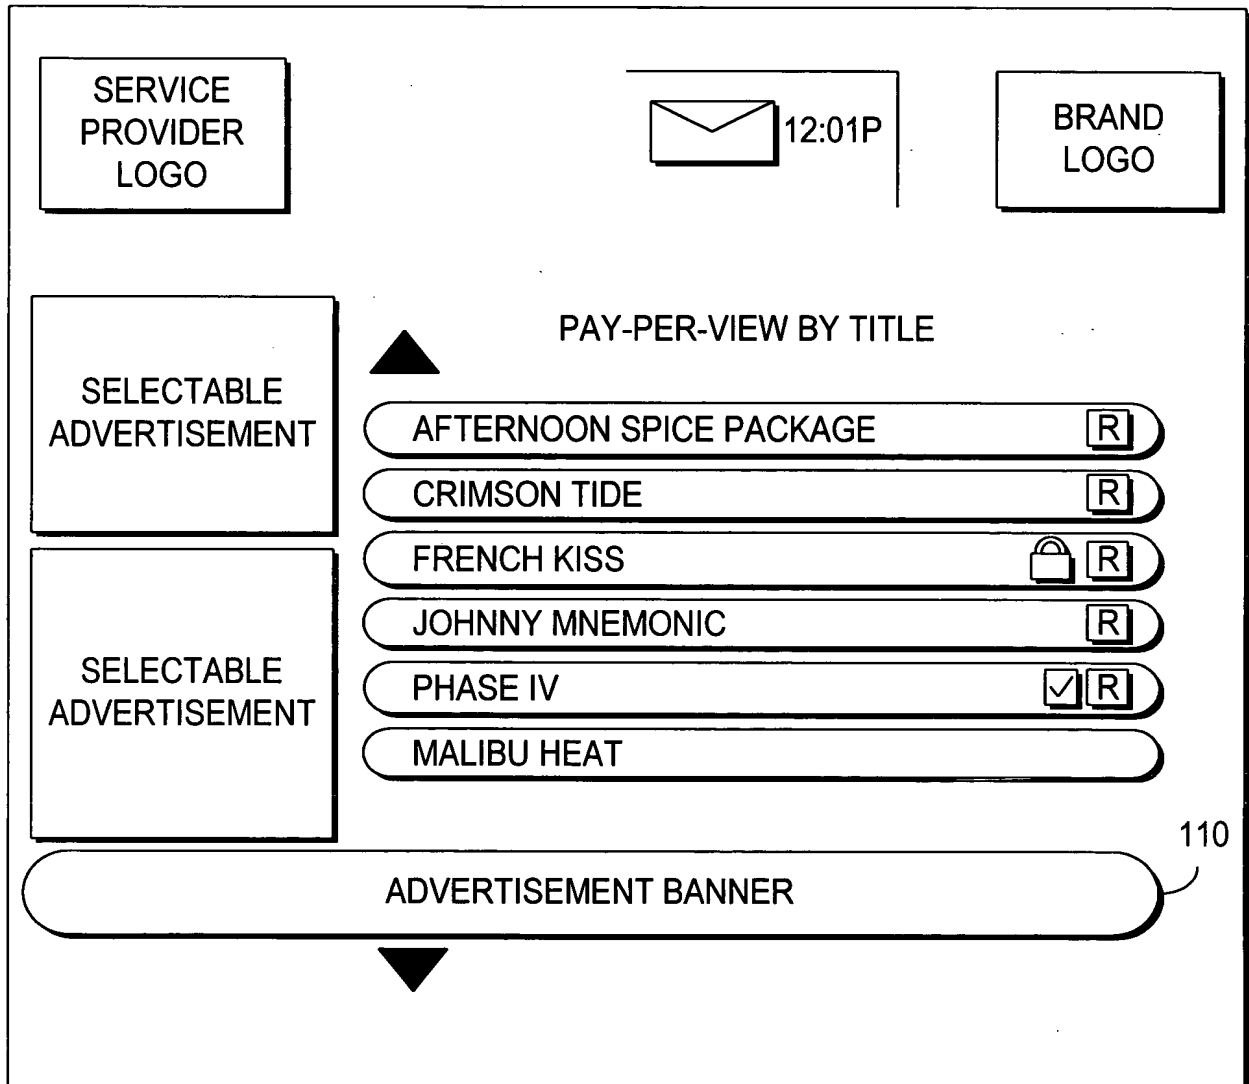 SERVICE
PROVIDER
LOGO
12:01P
BRAND
LOGO
SELECTABLE
ADVERTISEMENT
PAY-PER-VIEW BY TITLE
AFTERNOON SPICE PACKAGE R
CRIMSON TIDE R
FRENCH KISS R
JOHNNY MNEMONIC R
PHASE IV R
MALIBU HEAT
SELECTABLE
ADVERTISEMENT
110
ADVERTISEMENT BANNER